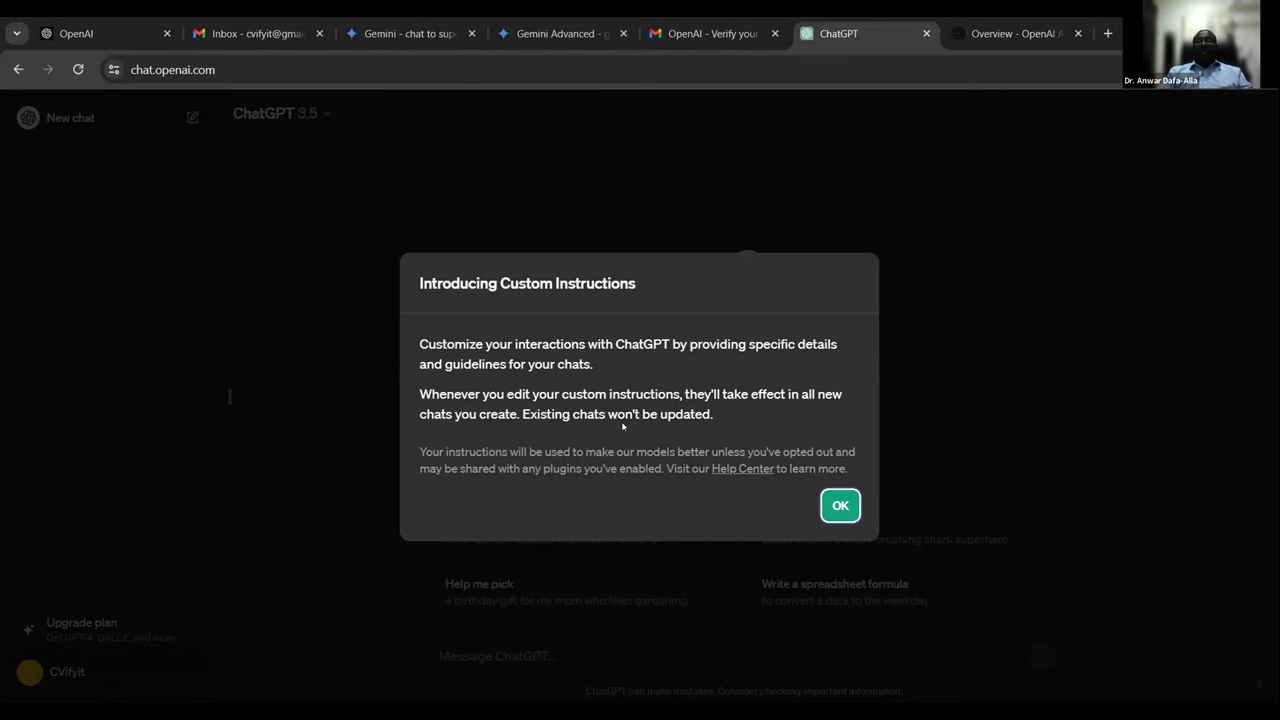 OpenAI
Inbox - cvifyit@gmai
Gemini - chat to supe
Gemini Advanced - g
OpenAI - Verify your
ChatGPT
Overview - OpenAI A
chat.openai.com
Dr. Anwar Dafa-Alla
New chat
ChatGPT 3.5
Introducing Custom Instructions
Customize your interactions with ChatGPT by providing specific details
and guidelines for your chats.
Whenever you edit your custom instructions, they'll take effect in all new
chats you create. Existing chats won't be updated.
Your instructions will be used to make our models better unless you've opted out and
may be shared with any plugins you've enabled. Visit our Help Center to learn more.
OK
brushing shark superhero
Help me pick
a birthday gift for my mom who likes gardening
Write a spreadsheet formula
to convert a date to the weekday
Upgrade plan
Get GPT-4, DALL·E, and more
CVifyit
Message ChatGPT...
ChatGPT can make mistakes. Consider checking important information.
2